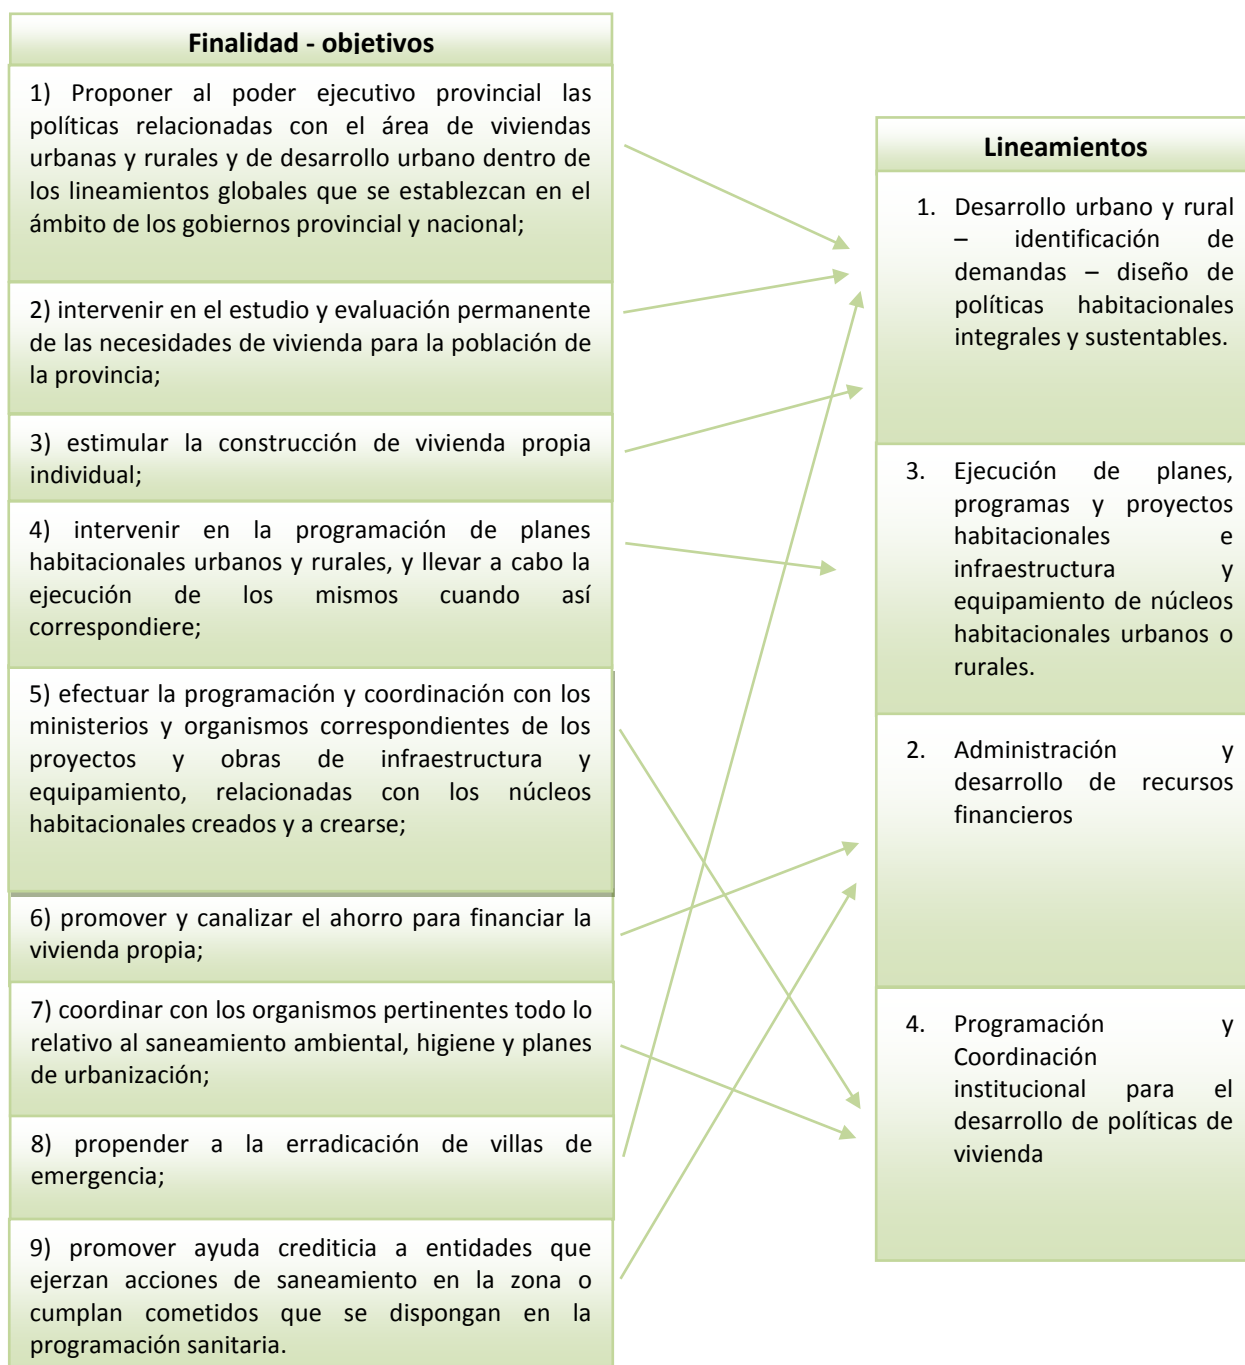 Finalidad - objetivos
1) Proponer al poder ejecutivo provincial las
políticas relacionadas con el área de viviendas
urbanas y rurales y de desarrollo urbano dentro de
los lineamientos globales que se establezcan en el
ámbito de los gobiernos provincial y nacional;
2) intervenir en el estudio y evaluación permanente
de las necesidades de vivienda para la población de
la provincia;
3) estimular la construcción de vivienda propia
individual;
4) intervenir en la programación de planes
habitacionales urbanos y rurales, y llevar a cabo la
ejecución de los mismos cuando así
correspondiere;
5) efectuar la programación y coordinación con los
ministerios y organismos correspondientes de los
proyectos y obras de infraestructura y
equipamiento, relacionadas con los núcleos
habitacionales creados y a crearse;
6) promover y canalizar el ahorro para financiar la
vivienda propia;
7) coordinar con los organismos pertinentes todo lo
relativo al saneamiento ambiental, higiene y planes
de urbanización;
8) propender a la erradicación de villas de
emergencia;
9) promover ayuda crediticia a entidades que
ejerzan acciones de saneamiento en la zona o
cumplan cometidos que se dispongan en la
programación sanitaria.
Lineamientos
1. Desarrollo urbano y rural
– identificación de
demandas – diseño de
políticas habitacionales
integrales y sustentables.
3. Ejecución de planes,
programas y proyectos
habitacionales e
infraestructura y
equipamiento de núcleos
habitacionales urbanos o
rurales.
2. Administración y
desarrollo de recursos
financieros
4. Programación y
Coordinación
institucional para el
desarrollo de políticas de
vivienda